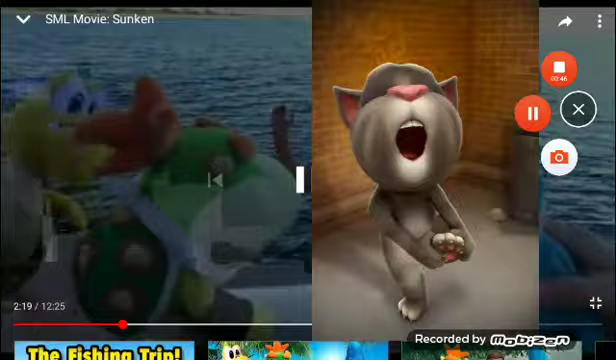 SML Movie: Sunken
00:46
2:19 / 12:25
Recorded by mobizen
The Fishing Trip!